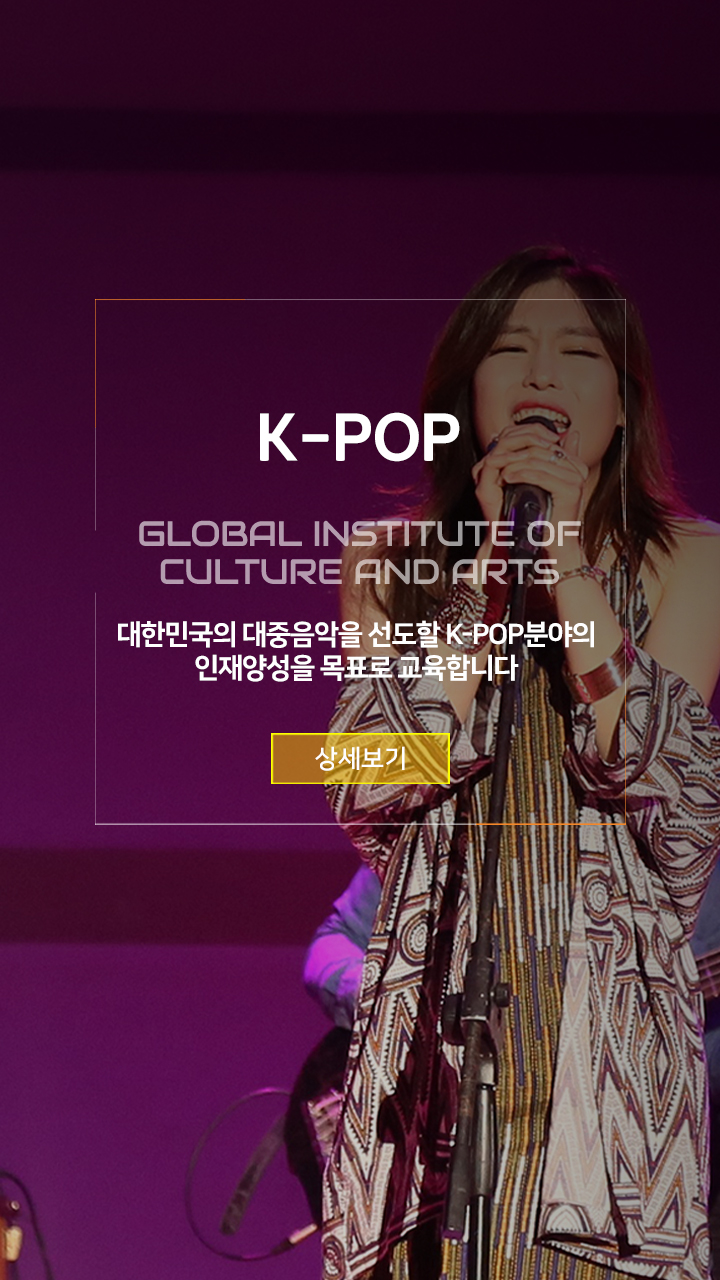 K-POP
GLOBAL INSTITUTE OF
CULTURE AND ARTS
대한민국의 대중음악을 선도할 K-POP분야의
인재양성을 목표로 교육합니다
상세보기